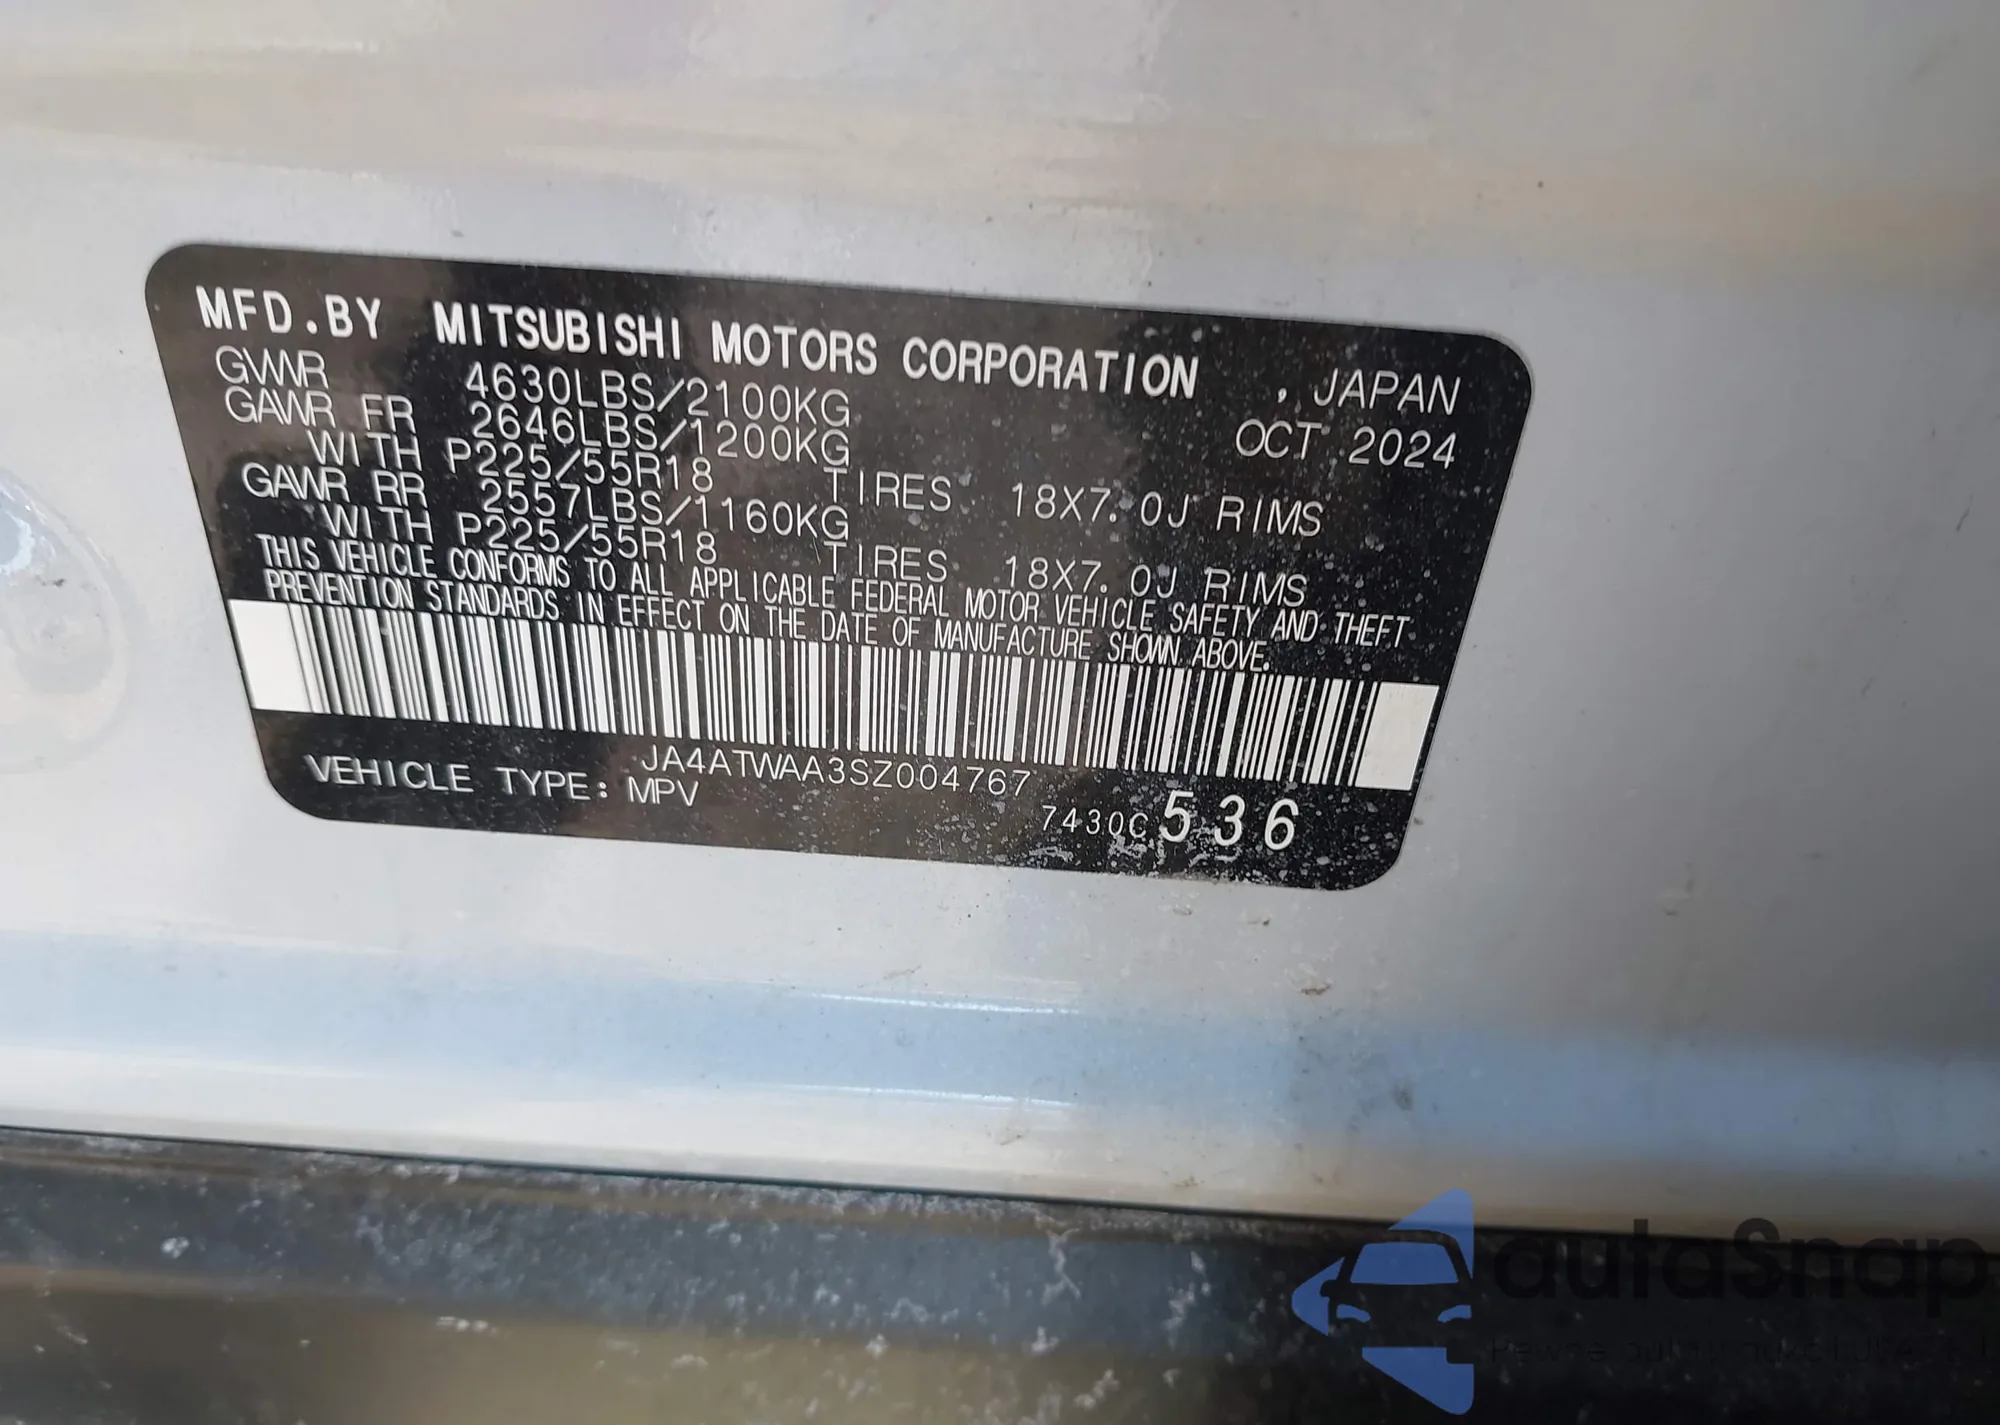 MFD.BY MITSUBISHI MOTORS CORPORATION , JAPAN
GVWR 4630LBS/2100KG OCT 2024
GAWR FR 2646LBS/1200KG
WITH P225/55R18 TIRES 18X7.0J RIMS
GAWR RR 2557LBS/1160KG
WITH P225/55R18 TIRES 18X7.0J RIMS
THIS VEHICLE CONFORMS TO ALL APPLICABLE FEDERAL MOTOR VEHICLE SAFETY AND THEFT
PREVENTION STANDARDS IN EFFECT ON THE DATE OF MANUFACTURE SHOWN ABOVE.
JA4ATWAA3SZ004767
VEHICLE TYPE: MPV
7430C 536
autaSnap